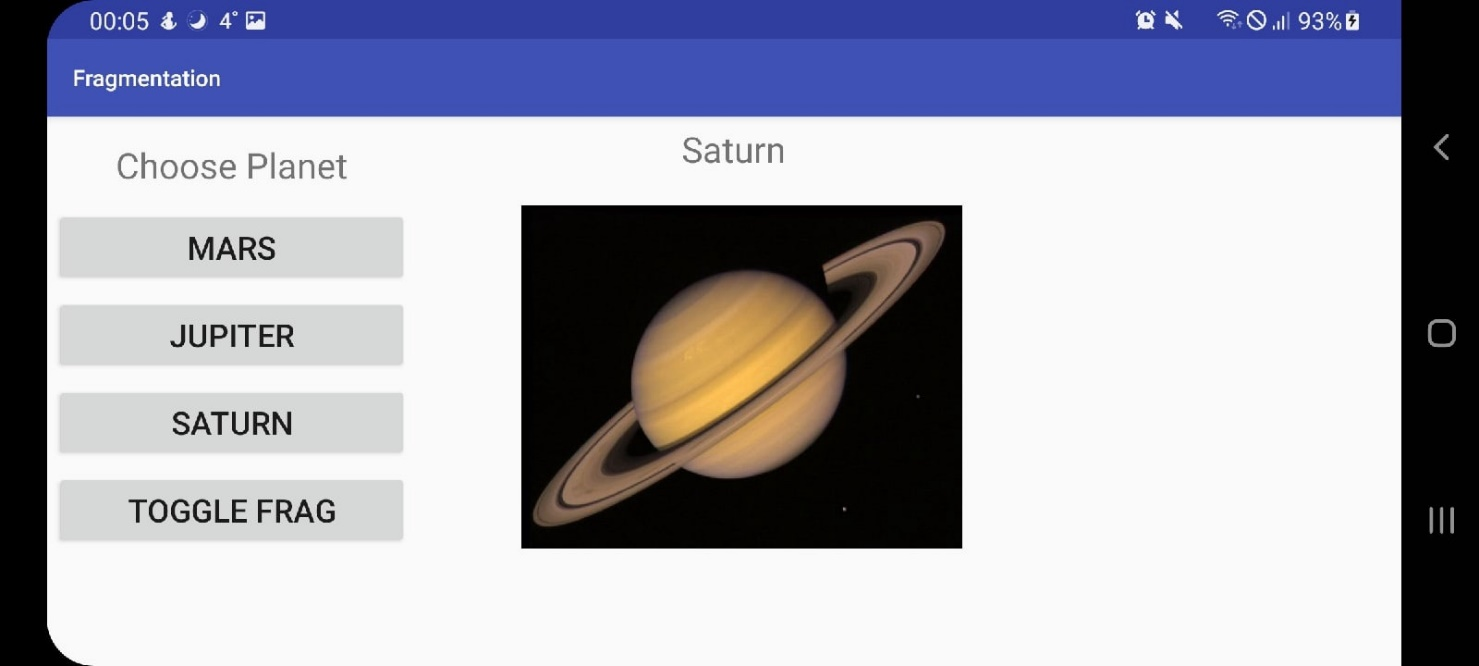 00:05 4° 93%
Fragmentation
Choose Planet
MARS
JUPITER
SATURN
TOGGLE FRAG
Saturn